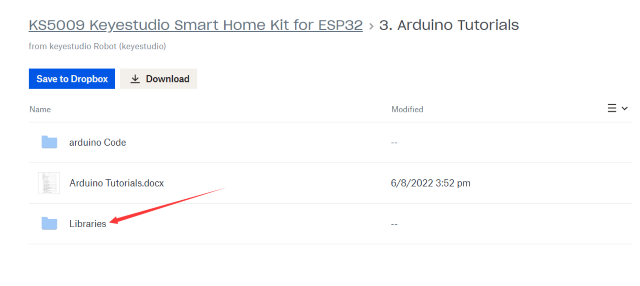 KS5009 Keyestudio Smart Home Kit for ESP32 › 3. Arduino Tutorials
from keyestudio Robot (keyestudio)
Save to Dropbox Download
Name Modified
arduino Code --
Arduino Tutorials.docx 6/8/2022 3:52 pm
Libraries --